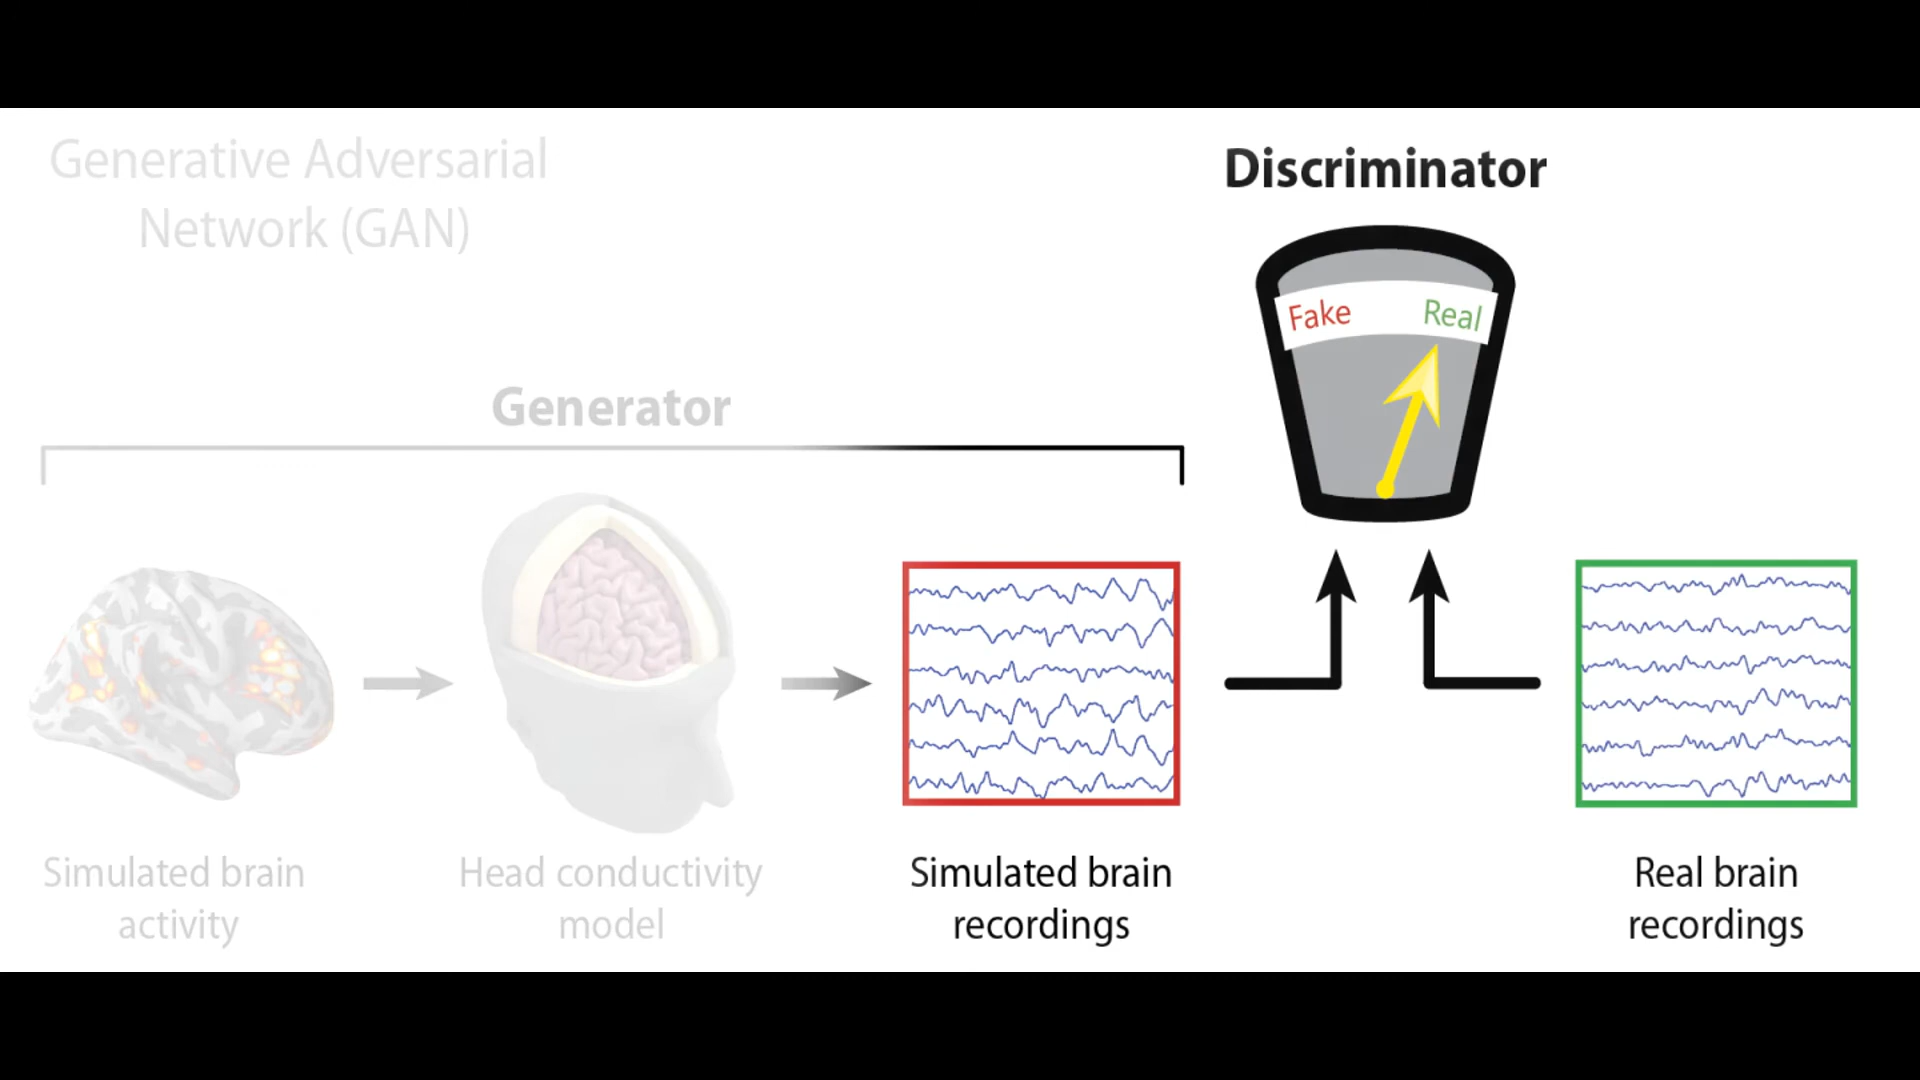 Generative Adversarial
Network (GAN)
Discriminator
Fake
Real
Generator
Simulated brain
activity
Head conductivity
model
Simulated brain
recordings
Real brain
recordings